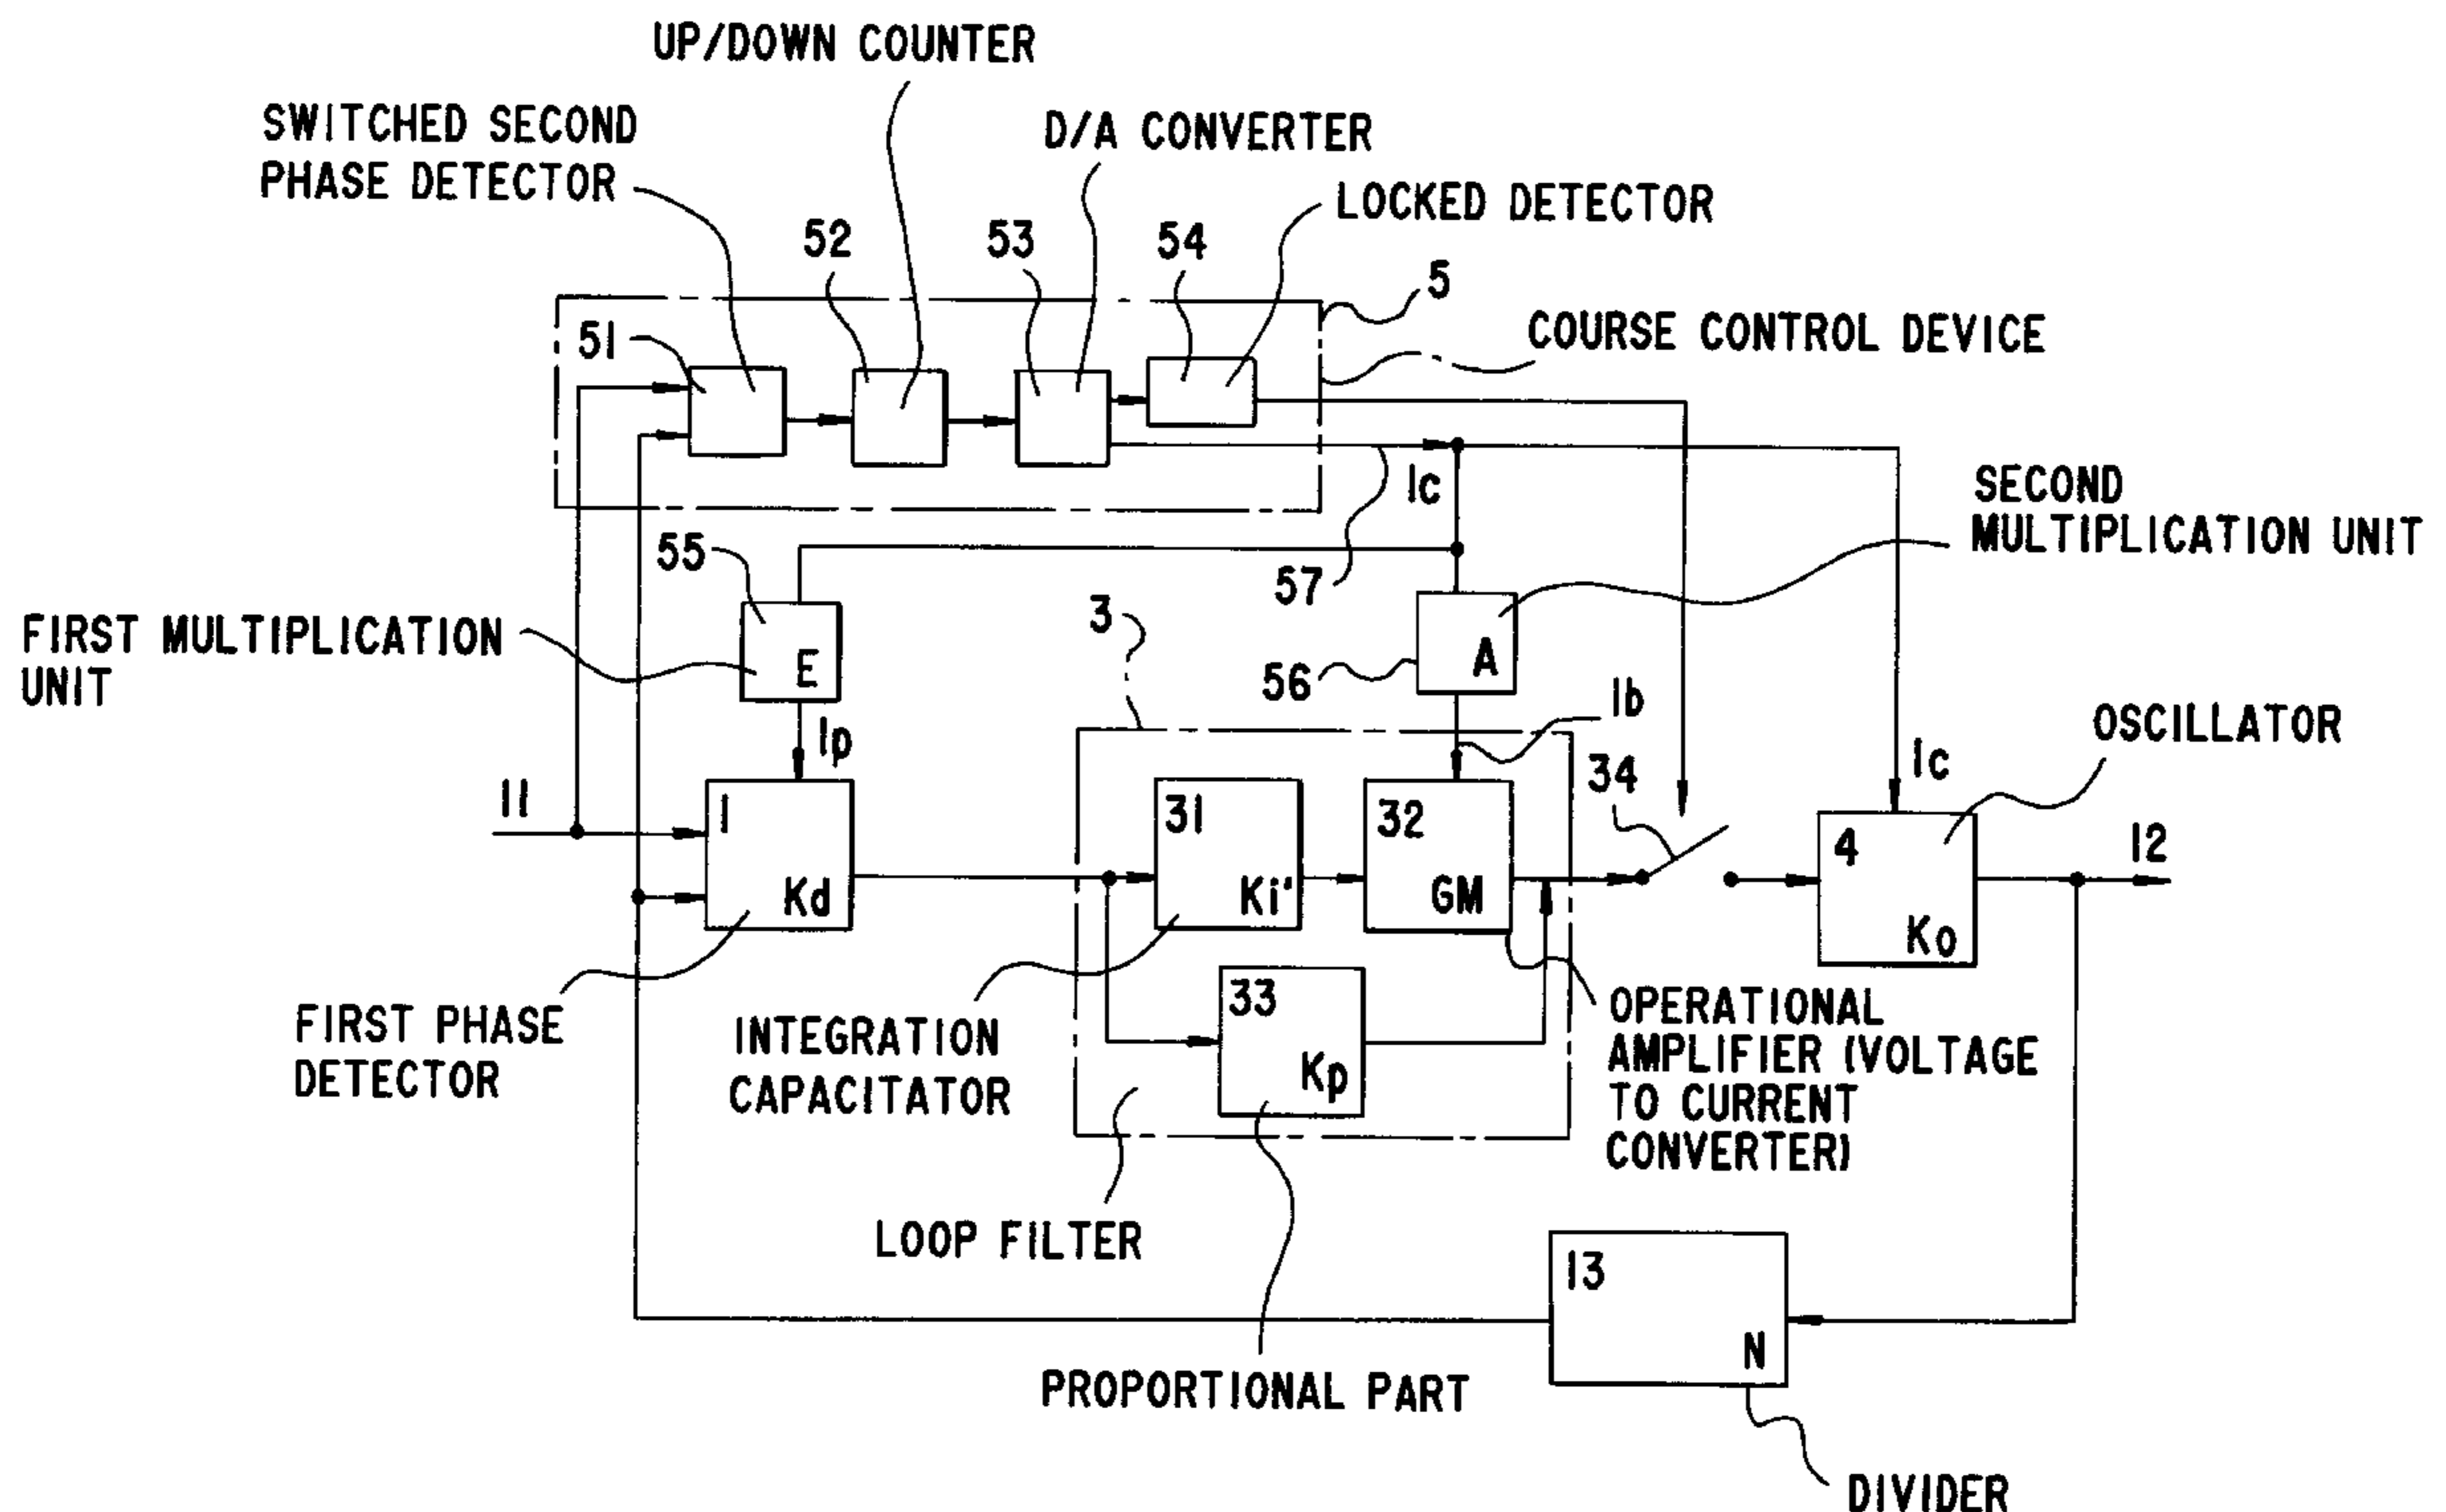 UP/DOWN COUNTER
SWITCHED SECOND
PHASE DETECTOR
D/A CONVERTER
LOCKED DETECTOR
52
53
54
5
51
COURSE CONTROL DEVICE
Ic
SECOND
MULTIPLICATION UNIT
55
57
3
FIRST MULTIPLICATION
UNIT
E
A
56
Ib
Ip
OSCILLATOR
34
Ic
11
1
Kd
31
Ki'
32
GM
4
Ko
12
33
Kp
FIRST PHASE
DETECTOR
INTEGRATION
CAPACITATOR
OPERATIONAL
AMPLIFIER (VOLTAGE
TO CURRENT
CONVERTER)
LOOP FILTER
13
N
PROPORTIONAL PART
DIVIDER